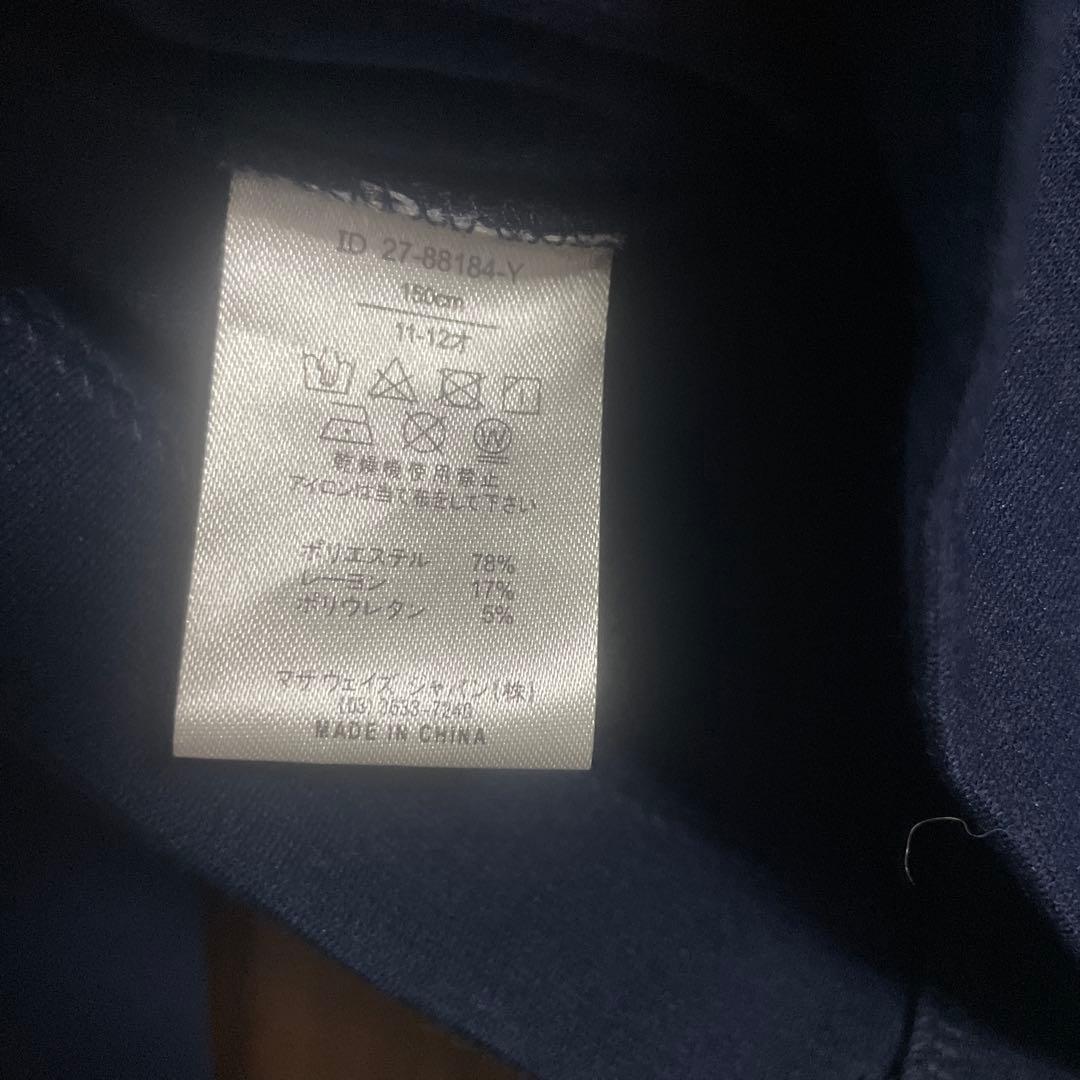 ID 27-88184-Y
150cm
11-12才
乾燥機使用禁止
アイロンは当て布をして下さい
ポリエステル 78%
レーヨン 17%
ポリウレタン 5%
マザウェイズ ジャパン(株)
(03) 3633-7240
MADE IN CHINA